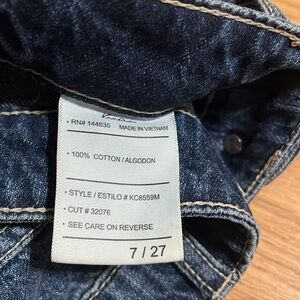 • RN# 144635 MADE IN VIETNAM
• 100% COTTON / ALGODON
• STYLE / ESTILO # KC8559M
• CUT # 32076
• SEE CARE ON REVERSE
7 / 27